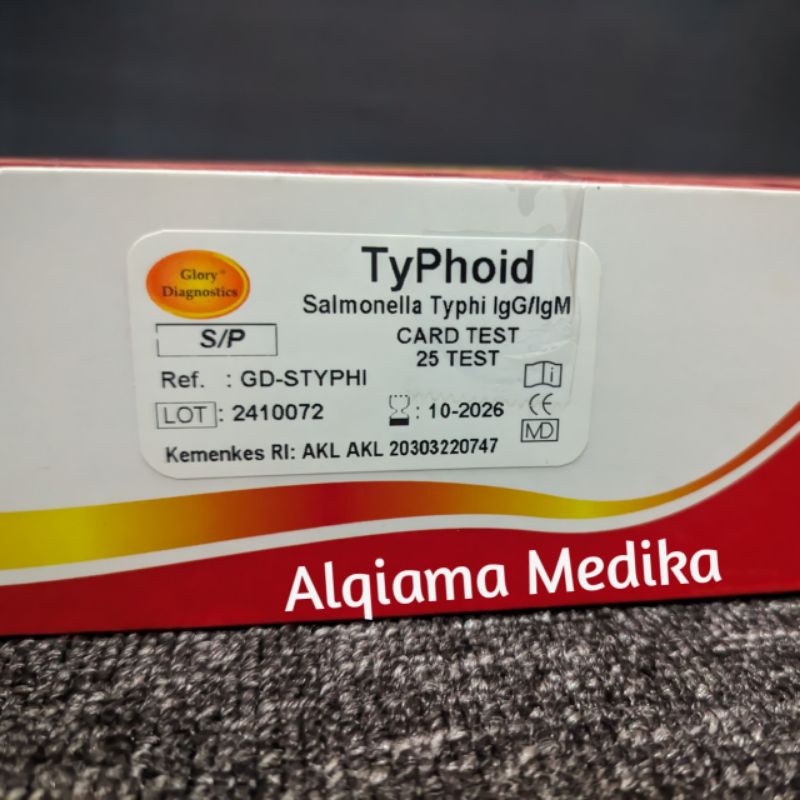 Glory®
Diagnostics
TyPhoid
Salmonella Typhi IgG/IgM
S/P
CARD TEST
25 TEST
Ref. : GD-STYPHI
LOT : 2410072
: 10-2026
CE
MD
Kemenkes RI: AKL AKL 20303220747
Alqiama Medika